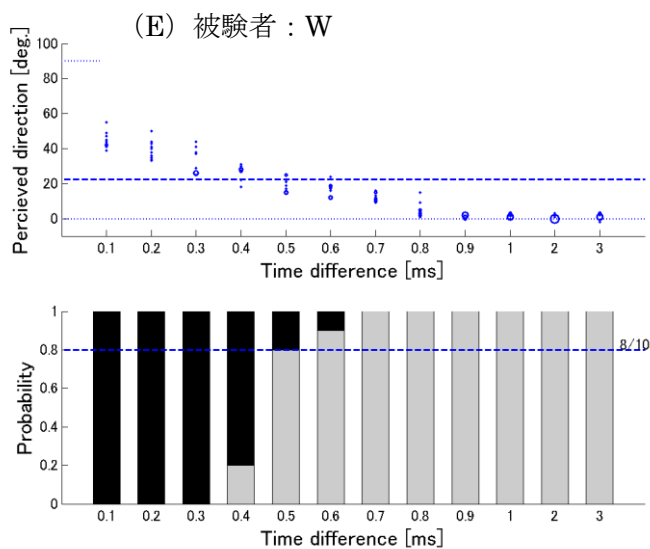 (E) 被験者：W
100
80
60
40
20
0
Percieved direction [deg.]
0.1 0.2 0.3 0.4 0.5 0.6 0.7 0.8 0.9 1 2 3
Time difference [ms]
1
0.8
0.6
0.4
0.2
0
Probability
8/10
0.1 0.2 0.3 0.4 0.5 0.6 0.7 0.8 0.9 1 2 3
Time difference [ms]